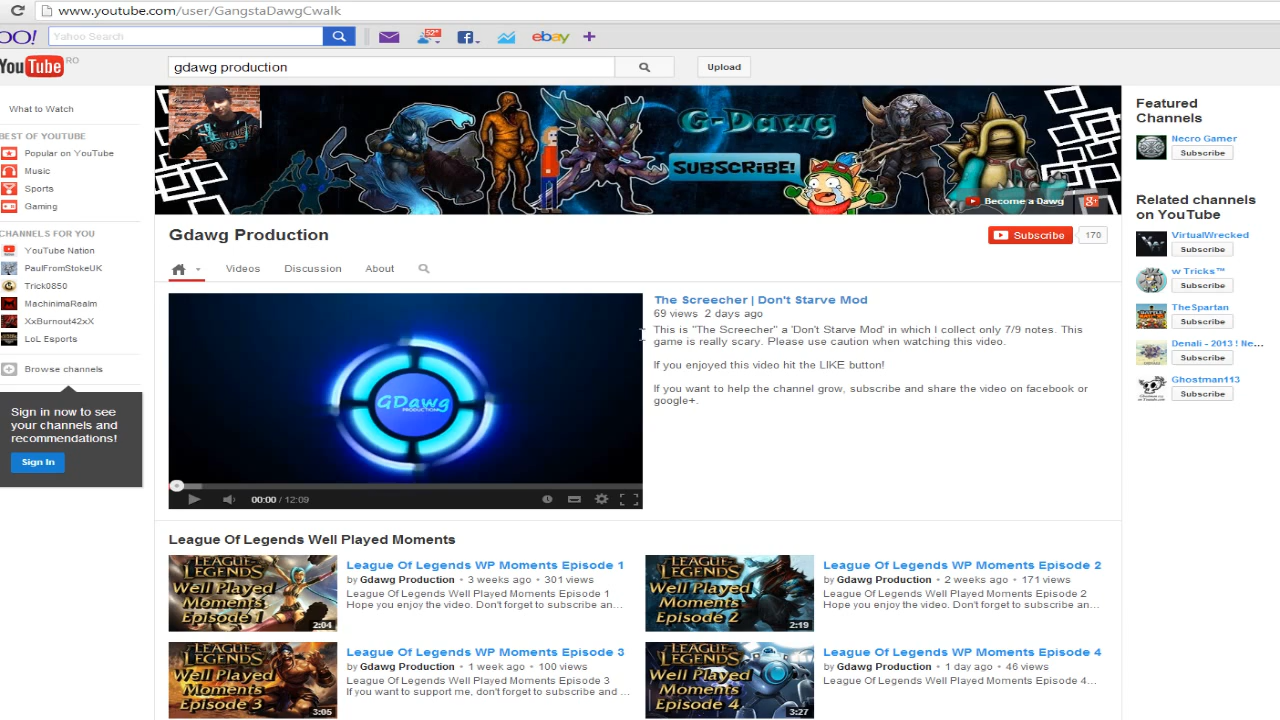 www.youtube.com/user/GangstaDawgCwalk
OO!
Yahoo Search
52°
ebay
YouTube RO
gdawg production
Upload
What to Watch
BEST OF YOUTUBE
Popular on YouTube
Music
Sports
Gaming
CHANNELS FOR YOU
YouTube Nation
PaulFromStokeUK
Trick0850
MachinimaRealm
XxBurnout42xX
LoL Esports
Browse channels
Sign in now to see
your channels and
recommendations!
Sign In
G-Dawg
SUBSCRIBE!
Become a Dawg
Gdawg Production
Subscribe
170
Videos
Discussion
About
GDawg
PRODUCTION
00:00 / 12:09
The Screecher | Don't Starve Mod
69 views 2 days ago
This is "The Screecher" a 'Don't Starve Mod' in which I collect only 7/9 notes. This
game is really scary. Please use caution when watching this video.
If you enjoyed this video hit the LIKE button!
If you want to help the channel grow, subscribe and share the video on facebook or
google+.
League Of Legends Well Played Moments
LEAGUE OF
LEGENDS
Well Played
Moments
Episode 1
2:04
League Of Legends WP Moments Episode 1
by Gdawg Production • 3 weeks ago • 301 views
League Of Legends Well Played Moments Episode 1
Hope you enjoy the video. Don't forget to subscribe an...
LEAGUE OF
LEGENDS
Well Played
Moments
Episode 2
2:19
League Of Legends WP Moments Episode 2
by Gdawg Production • 2 weeks ago • 171 views
League Of Legends Well Played Moments Episode 2
Hope you enjoy the video. Don't forget to subscribe an...
LEAGUE OF
LEGENDS
Well Played
Moments
Episode 3
3:05
League Of Legends WP Moments Episode 3
by Gdawg Production • 1 week ago • 100 views
League Of Legends Well Played Moments Episode 3
If you want to support me, don't forget to subscribe and ...
LEAGUE OF
LEGENDS
Well Played
Moments
Episode 4
3:27
League Of Legends WP Moments Episode 4
by Gdawg Production • 1 day ago • 46 views
League Of Legends Well Played Moments Episode 4...
Featured
Channels
Necro Gamer
Subscribe
Related channels
on YouTube
VirtualWrecked
Subscribe
w Tricks™
Subscribe
TheSpartan
Subscribe
Denali - 2013 ! Ne...
Subscribe
Ghostman113
Subscribe